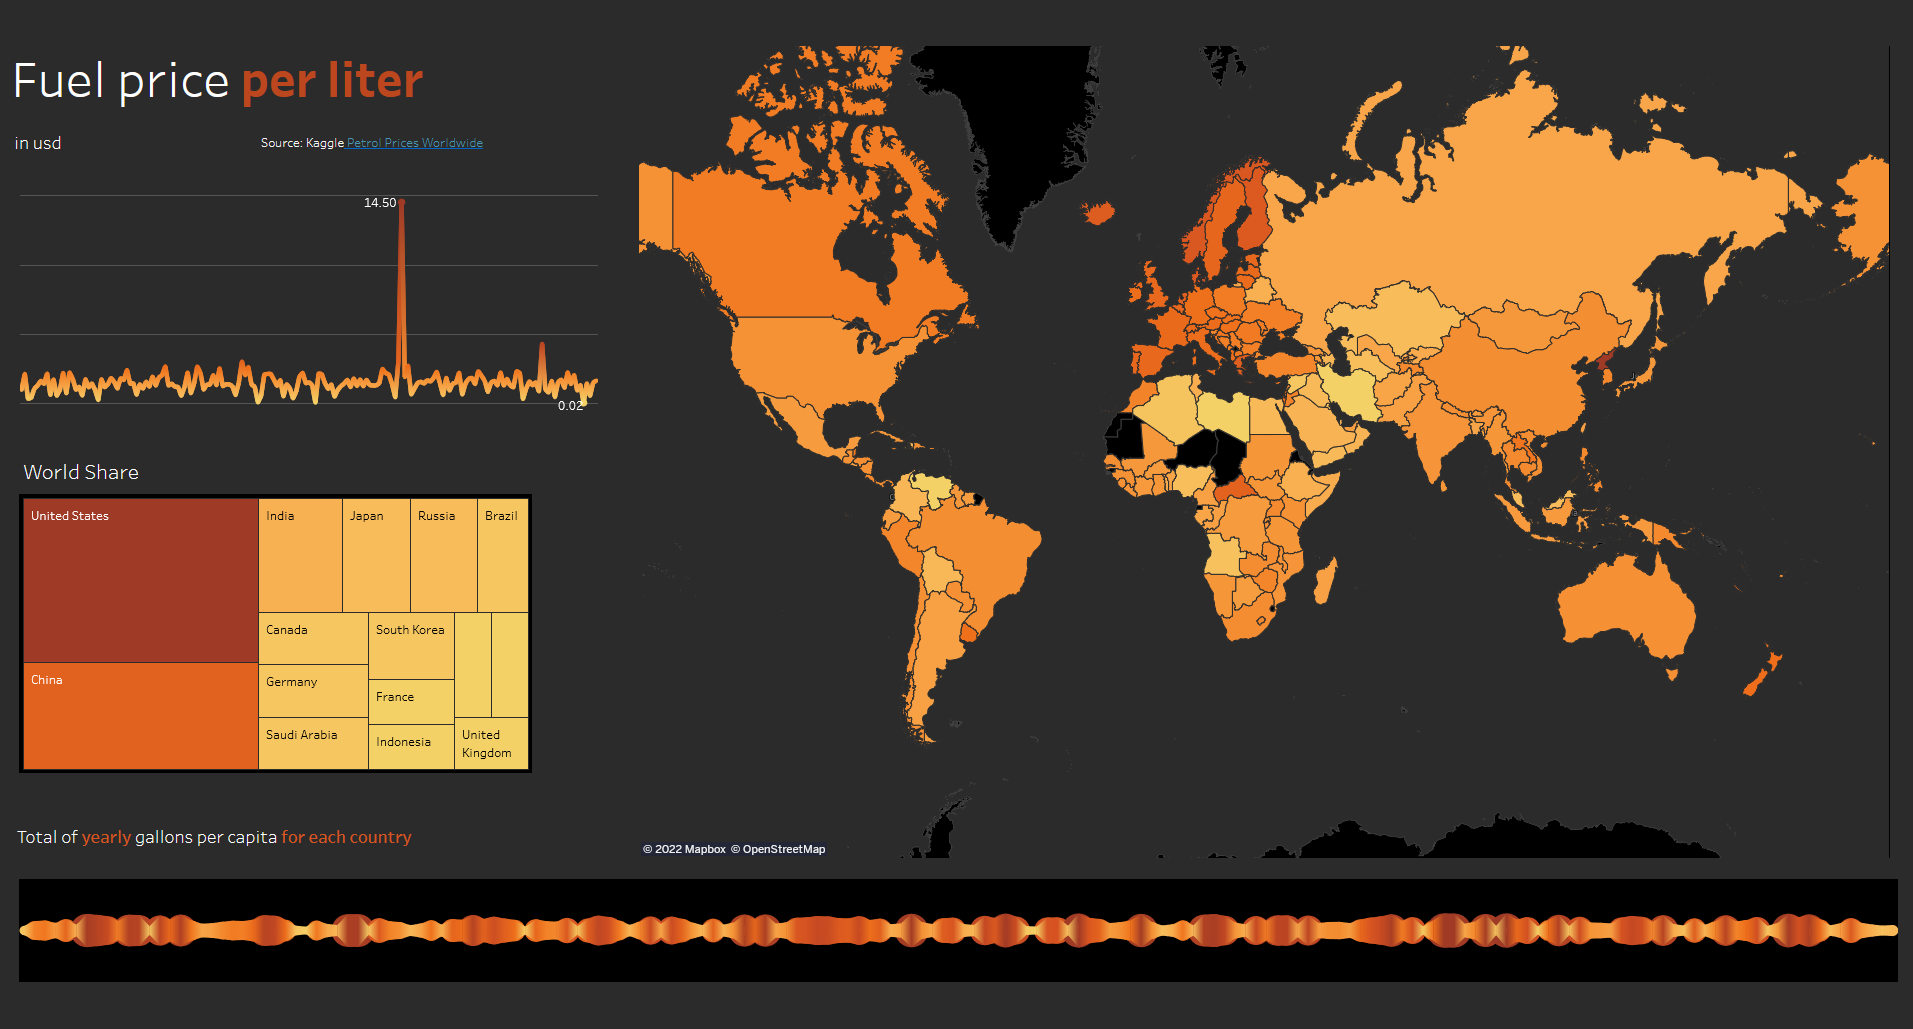 Fuel price per liter
in usd
Source: Kaggle Petrol Prices Worldwide
14.50
0.02
World Share
United States
India
Japan
Russia
Brazil
Canada
South Korea
China
Germany
France
Saudi Arabia
Indonesia
United
Kingdom
Total of yearly gallons per capita for each country
© 2022 Mapbox © OpenStreetMap